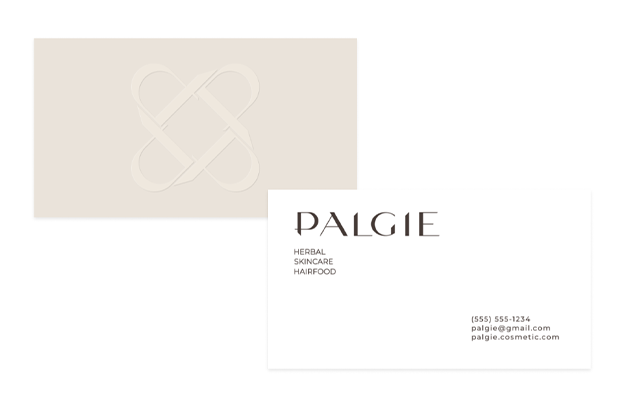 PALGIE
HERBAL
SKINCARE
HAIRFOOD
(555) 555-1234
palgie@gmail.com
palgie.cosmetic.com